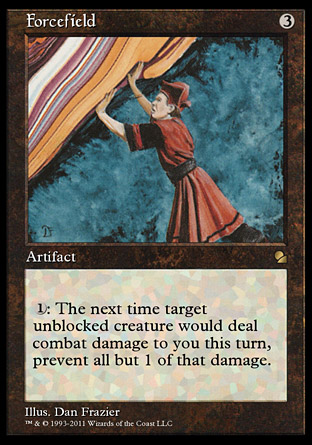 Forcefield 3
Artifact
1: The next time target
unblocked creature would deal
combat damage to you this turn,
prevent all but 1 of that damage.
Illus. Dan Frazier
™ & © 1993-2011 Wizards of the Coast LLC